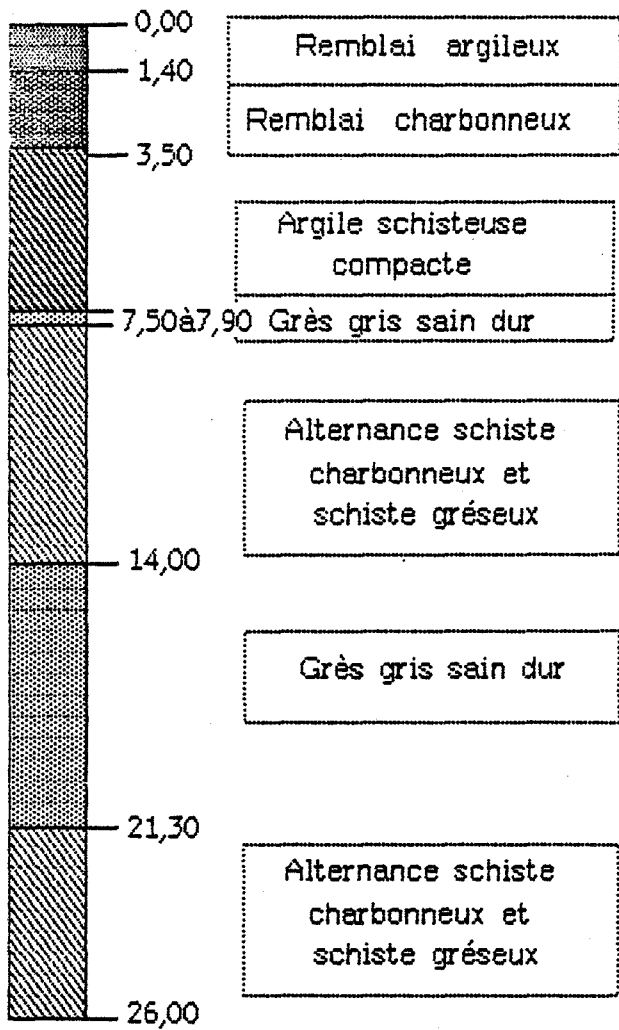 0,00
Remblai argileux
1,40
Remblai charbonneux
3,50
Argile schisteuse
compacte
7,50à7,90 Grès gris sain dur
Alternance schiste
charbonneux et
schiste gréseux
14,00
Grès gris sain dur
21,30
Alternance schiste
charbonneux et
schiste gréseux
26,00